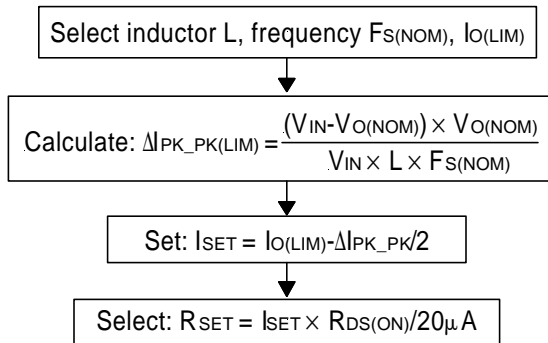 Select inductor L, frequency FS(NOM), IO(LIM)
Calculate: ΔIPK_PK(LIM) = (VIN-VO(NOM)) × VO(NOM)
VIN × L × FS(NOM)
Set: ISET = IO(LIM)-ΔIPK_PK/2
Select: RSET = ISET × RDS(ON)/20μA